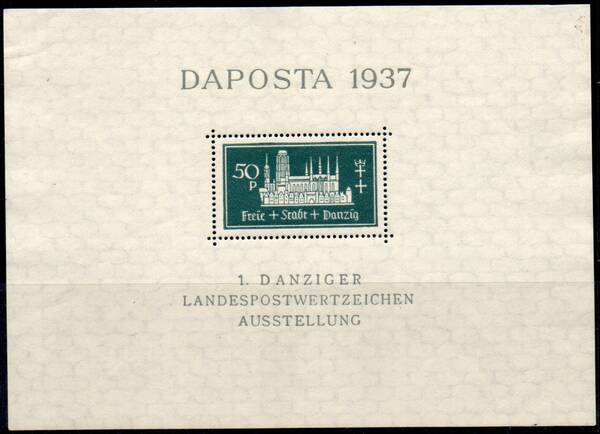 DAPOSTA 1937
50
P
Freie + Stadt + Danzig
1. DANZIGER
LANDESPOSTWERTZEICHEN
AUSSTELLUNG